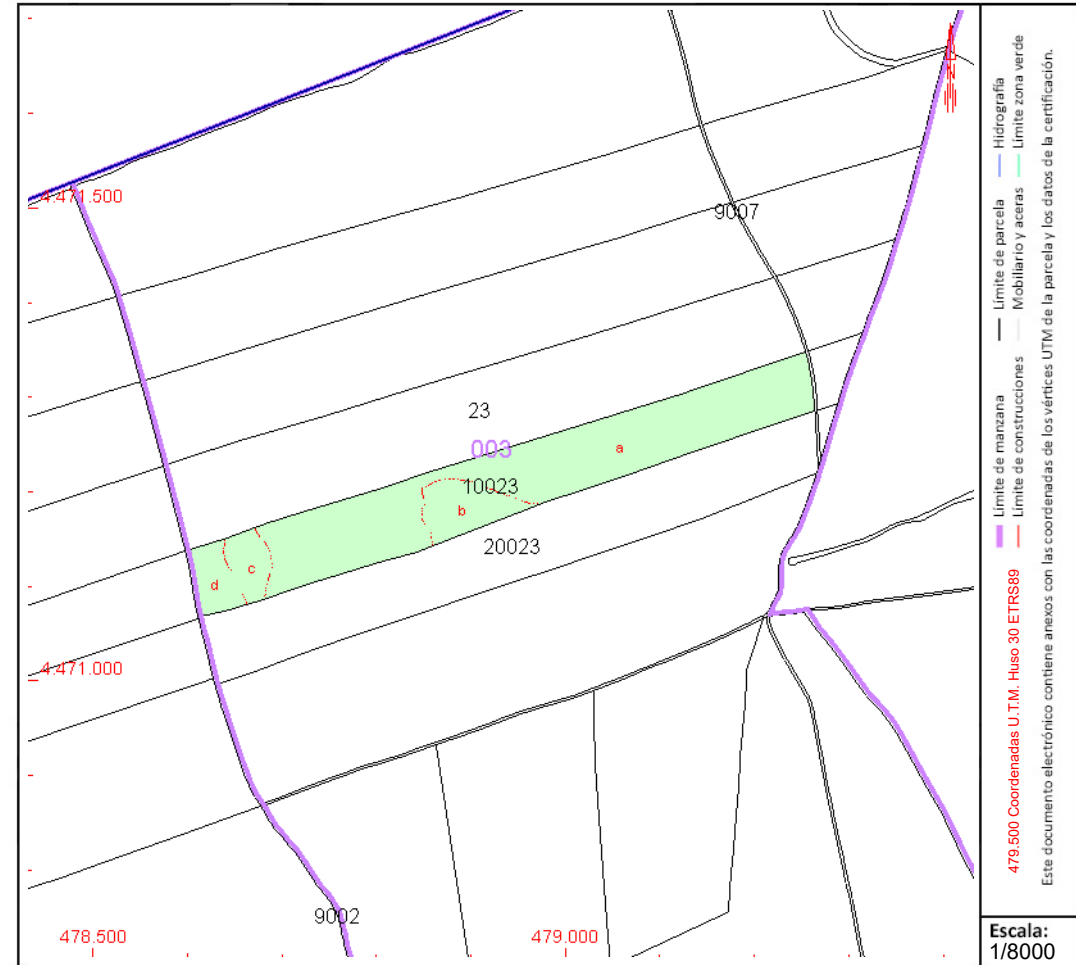 4.471.500
9007
23
003
a
10023
b
20023
c
d
4.471.000
9002
478.500
479.000
N
Límite de manzana
Límite de parcela
Hidrografía
Límite de construcciones
Mobiliario y aceras
Límite zona verde
479.500 Coordenadas U.T.M. Huso 30 ETRS89
Este documento electrónico contiene anexos con las coordenadas de los vértices UTM de la parcela y los datos de la certificación.
Escala:
1/8000